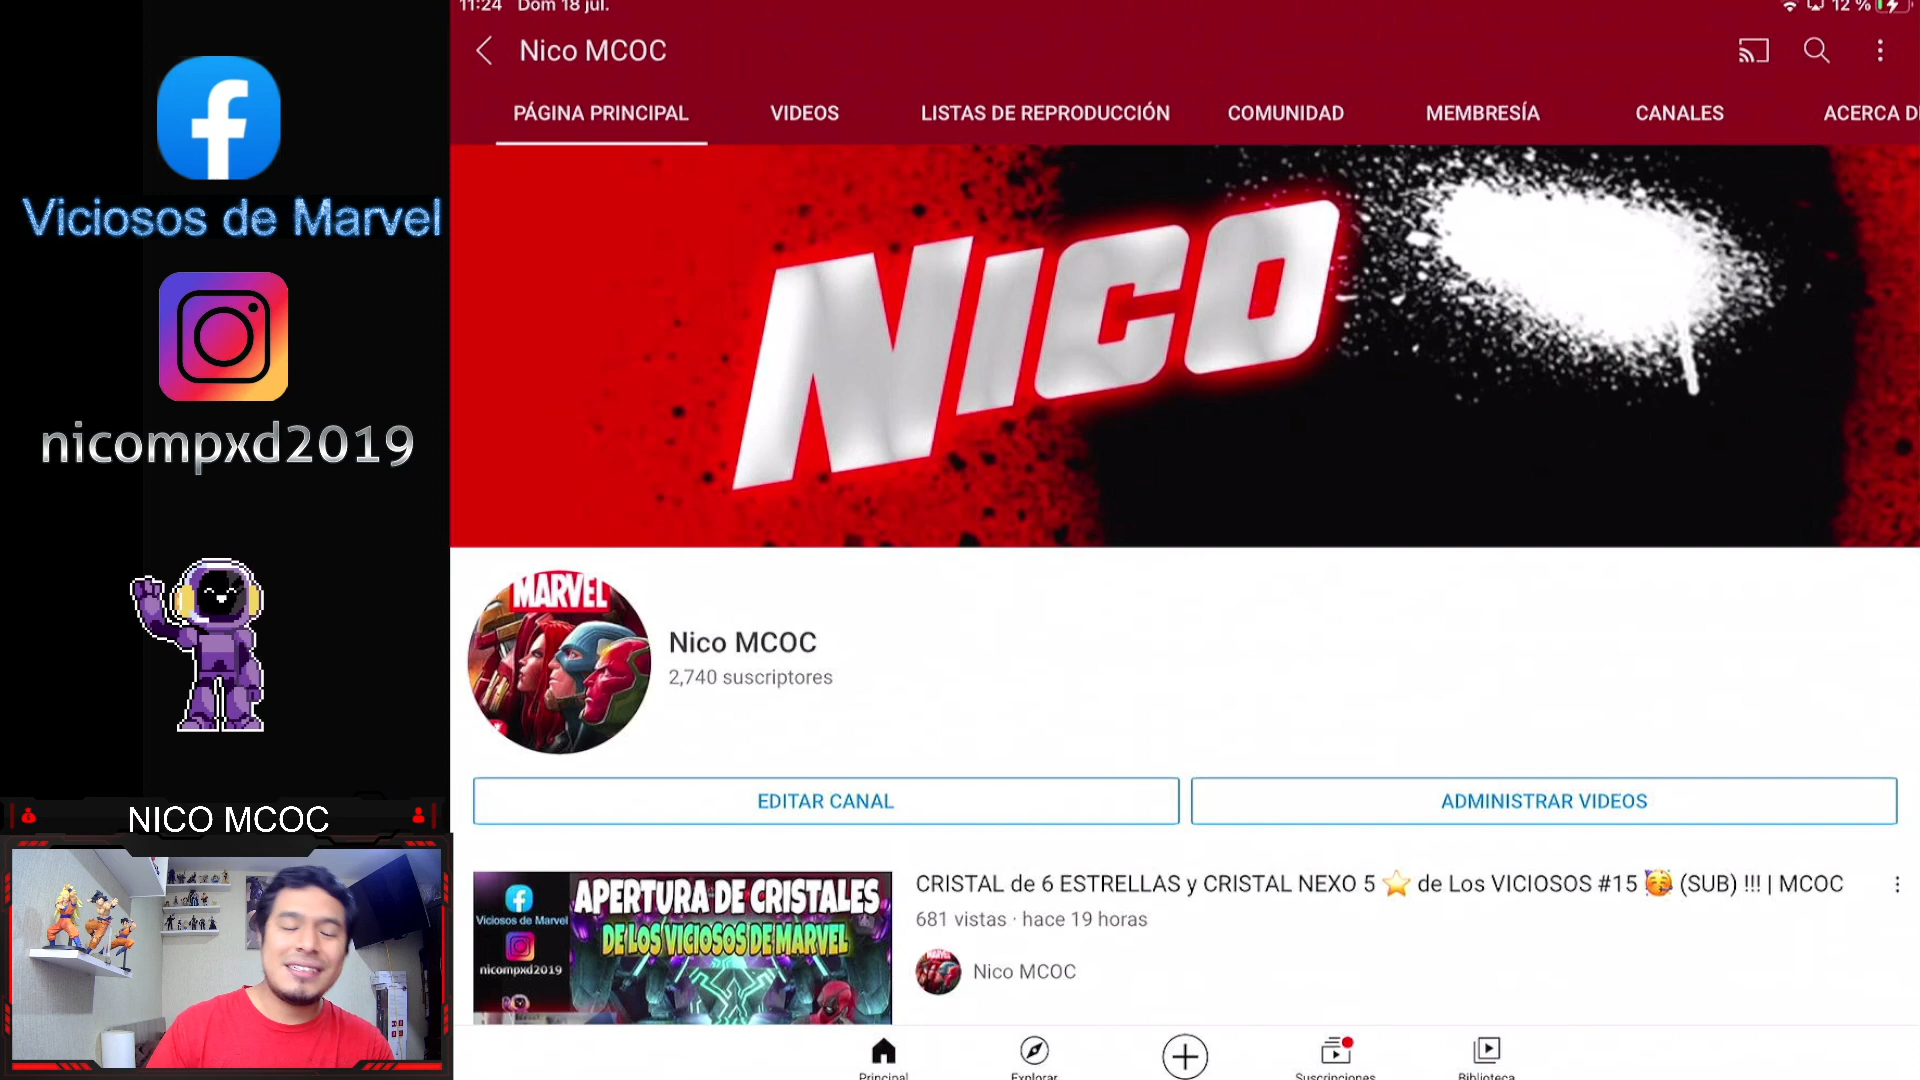 11:24 Dom 18 jul.
12 %
Nico MCOC
PÁGINA PRINCIPAL
VIDEOS
LISTAS DE REPRODUCCIÓN
COMUNIDAD
MEMBRESÍA
CANALES
ACERCA D
NICO
Viciosos de Marvel
nicompxd2019
MARVEL
Nico MCOC
2,740 suscriptores
EDITAR CANAL
ADMINISTRAR VIDEOS
NICO MCOC
APERTURA DE CRISTALES
DE LOS VICIOSOS DE MARVEL
Viciosos de Marvel
nicompxd2019
CRISTAL de 6 ESTRELLAS y CRISTAL NEXO 5 ⭐ de Los VICIOSOS #15 🥳 (SUB) !!! | MCOC
681 vistas · hace 19 horas
Nico MCOC
Principal
Explorar
Suscripciones
Biblioteca